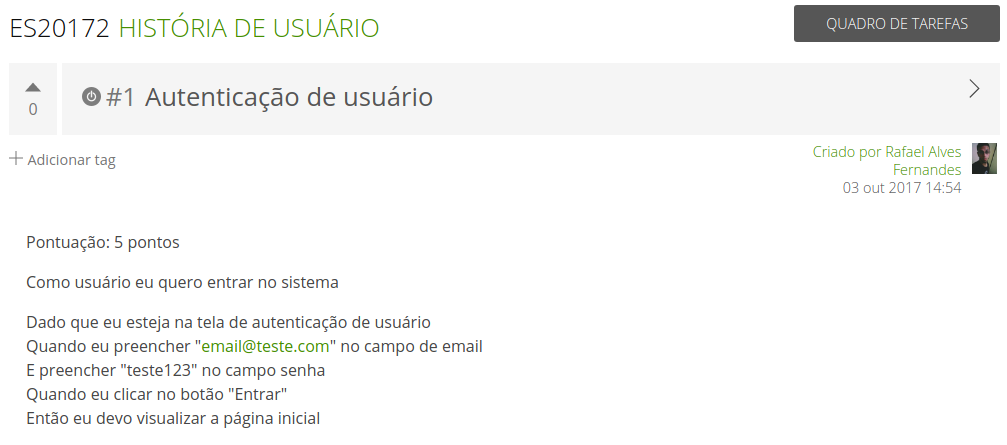 ES20172 HISTÓRIA DE USUÁRIO
QUADRO DE TAREFAS
0
#1 Autenticação de usuário
Adicionar tag
Criado por Rafael Alves
Fernandes
03 out 2017 14:54
Pontuação: 5 pontos
Como usuário eu quero entrar no sistema
Dado que eu esteja na tela de autenticação de usuário
Quando eu preencher "email@teste.com" no campo de email
E preencher "teste123" no campo senha
Quando eu clicar no botão "Entrar"
Então eu devo visualizar a página inicial